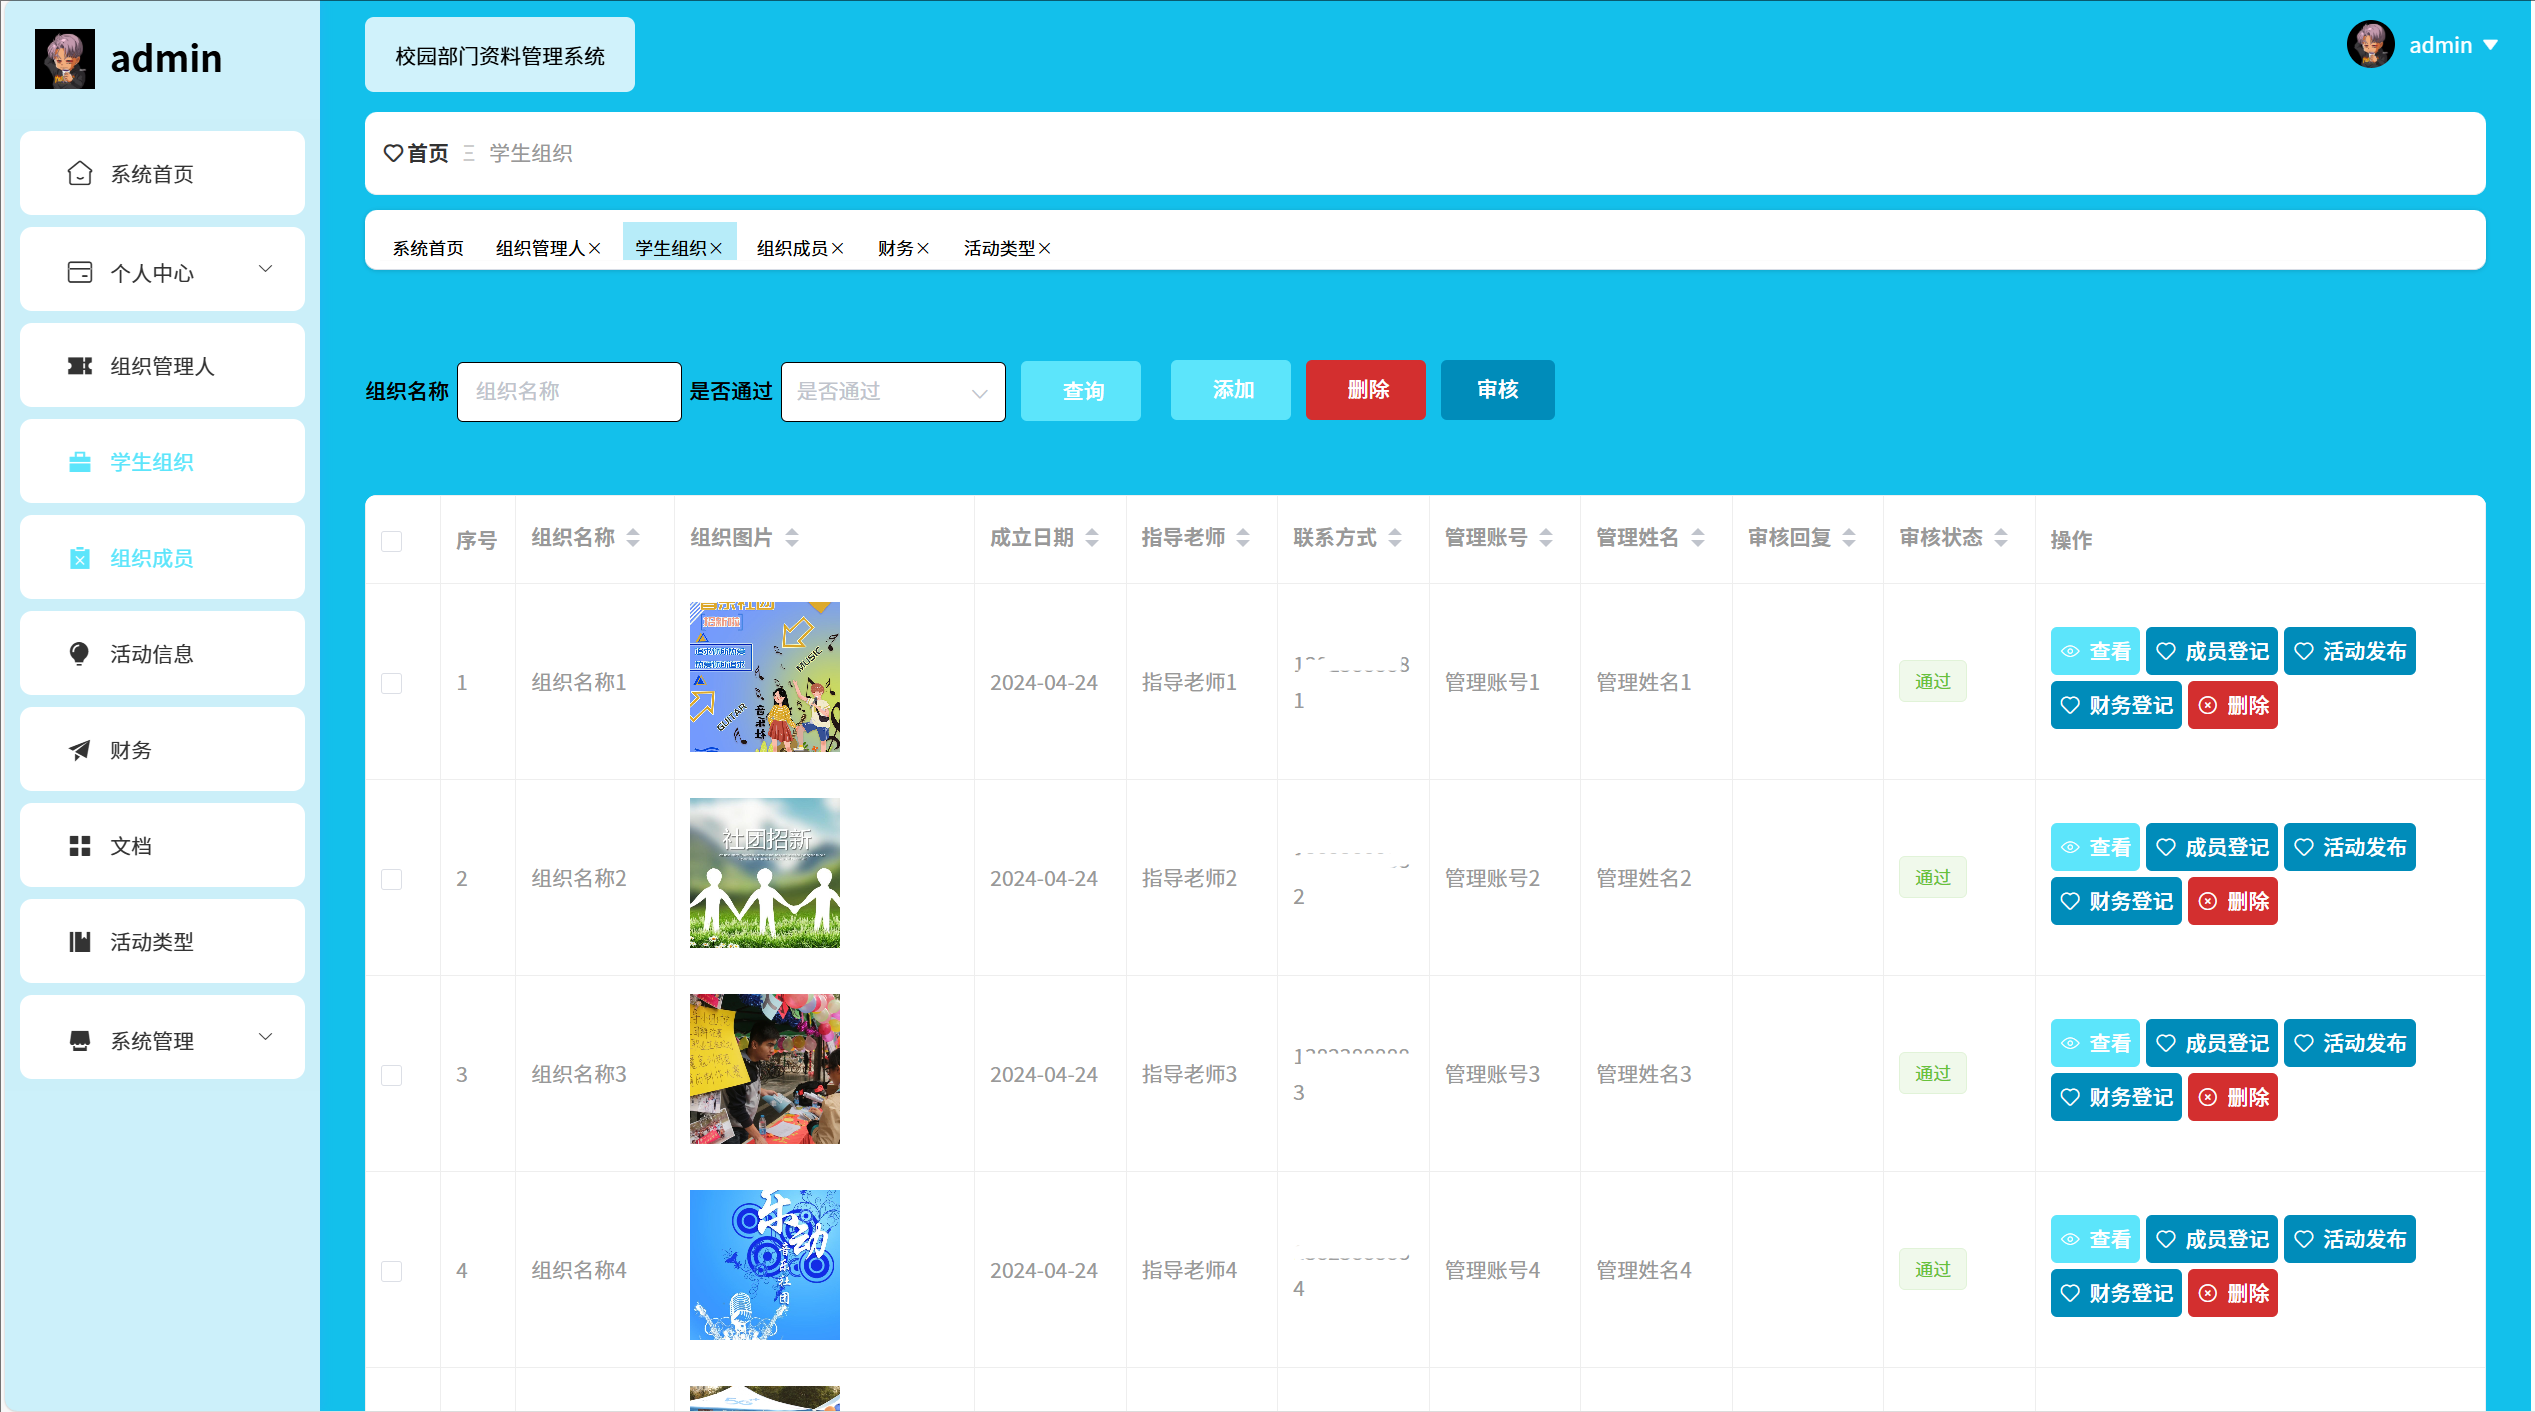 admin
校园部门资料管理系统
admin
首页 学生组织
系统首页
个人中心
组织管理人
学生组织
组织成员
活动信息
财务
文档
活动类型
系统管理
系统首页 组织管理人 学生组织 组织成员 财务 活动类型
组织名称 组织名称 是否通过 是否通过 查询 添加 删除 审核
序号 组织名称 组织图片 成立日期 指导老师 联系方式 管理账号 管理姓名 审核回复 审核状态 操作
1 组织名称1 2024-04-24 指导老师1 管理账号1 管理姓名1 通过 查看 成员登记 活动发布
1
财务登记 删除
MUSIC
GUITAR
2 组织名称2 2024-04-24 指导老师2 管理账号2 管理姓名2 通过 查看 成员登记 活动发布
2
财务登记 删除
社团招新
3 组织名称3 2024-04-24 指导老师3 管理账号3 管理姓名3 通过 查看 成员登记 活动发布
3
财务登记 删除
4 组织名称4 2024-04-24 指导老师4 管理账号4 管理姓名4 通过 查看 成员登记 活动发布
4
财务登记 删除
乐动
音乐社团